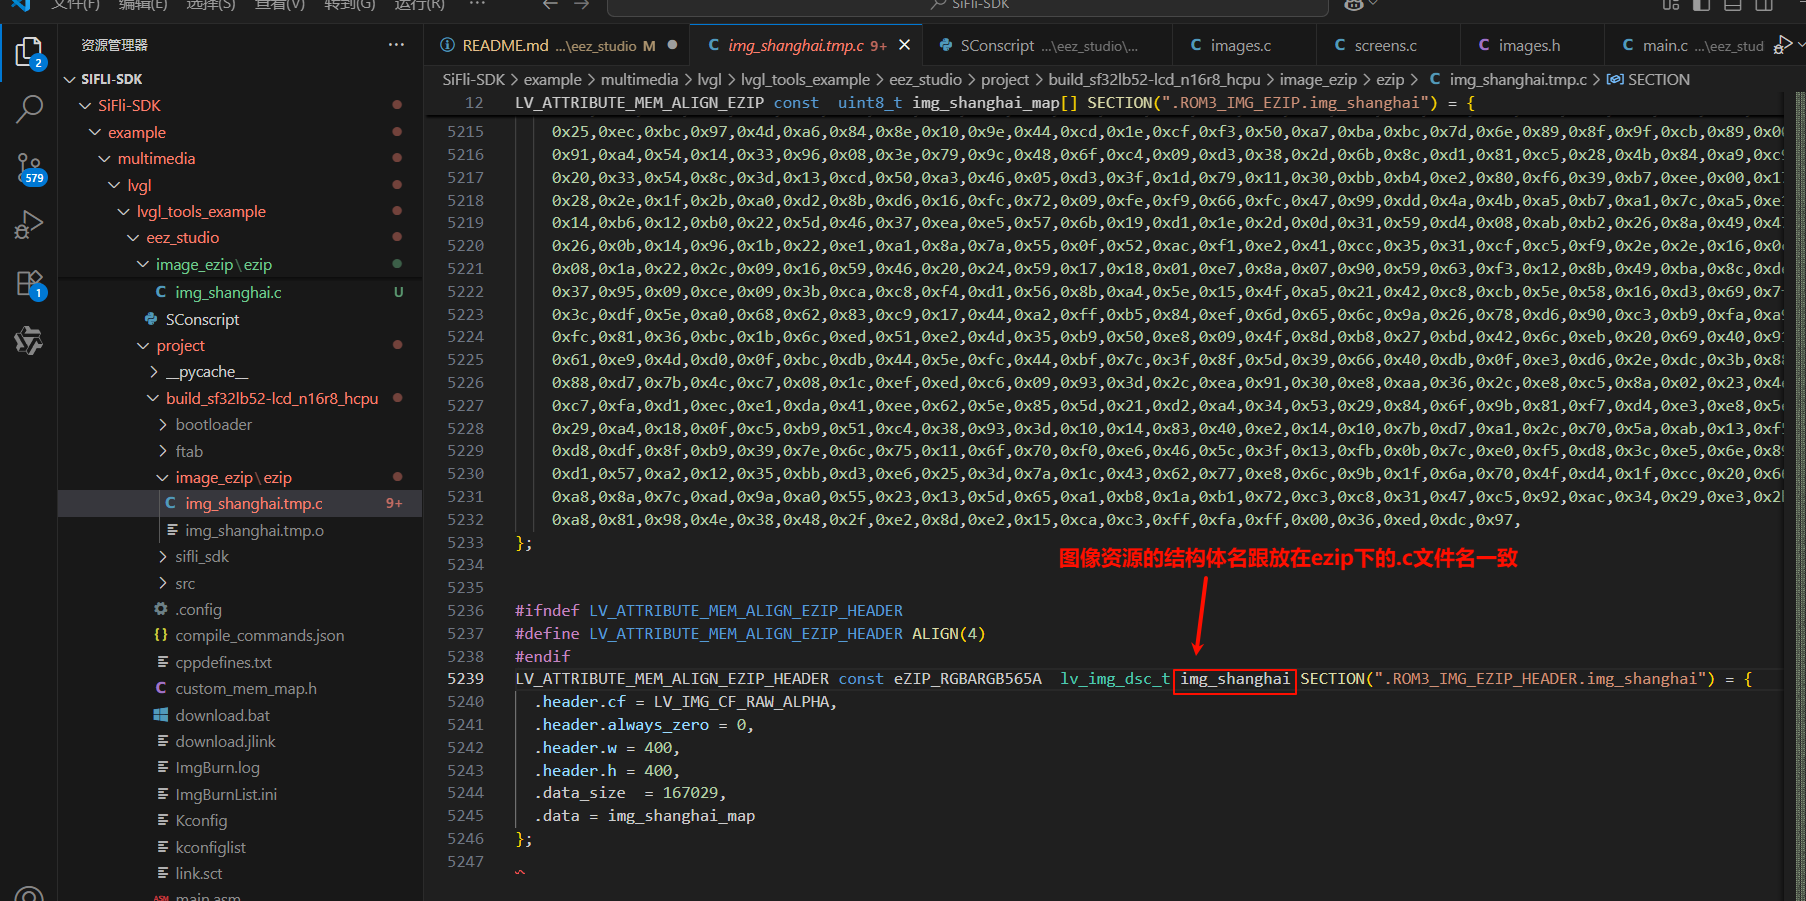 文件(F) 编辑(E) 选择(S) 查看(V) 转到(G) 运行(R) ··· SiFli-SDK
资源管理器 ···
README.md ...\eez_studio M
img_shanghai.tmp.c 9+
SConscript ...\eez_studio\...
images.c
screens.c
images.h
main.c ...\eez_stud
SiFli-SDK > example > multimedia > lvgl > lvgl_tools_example > eez_studio > project > build_sf32lb52-lcd_n16r8_hcpu > image_ezip > ezip > C img_shanghai.tmp.c > SECTION
2
579
1
SIFLI-SDK
SiFli-SDK
example
multimedia
lvgl
lvgl_tools_example
eez_studio
image_ezip\ezip
img_shanghai.c U
SConscript
project
__pycache__
build_sf32lb52-lcd_n16r8_hcpu
bootloader
ftab
image_ezip\ezip
img_shanghai.tmp.c 9+
img_shanghai.tmp.o
sifli_sdk
src
.config
compile_commands.json
cppdefines.txt
custom_mem_map.h
download.bat
download.jlink
ImgBurn.log
ImgBurnList.ini
Kconfig
kconfiglist
link.sct
main.asm
12 LV_ATTRIBUTE_MEM_ALIGN_EZIP const uint8_t img_shanghai_map[] SECTION(".ROM3_IMG_EZIP.img_shanghai") = {
5215 0x25,0xec,0xbc,0x97,0x4d,0xa6,0x84,0x8e,0x10,0x9e,0x44,0xcd,0x1e,0xcf,0xf3,0x50,0xa7,0xba,0xbc,0x7d,0x6e,0x89,0x8f,0x9f,0xcb,0x89,
5216 0x91,0xa4,0x54,0x14,0x33,0x96,0x08,0x3e,0x79,0x9c,0x48,0x6f,0xc4,0x09,0xd3,0x38,0x2d,0x6b,0x8c,0xd1,0x81,0xc5,0x28,0x4b,0x84,0xa9,
5217 0x20,0x33,0x54,0x8c,0x3d,0x13,0xcd,0x50,0xa3,0x46,0x05,0xd3,0x3f,0x1d,0x79,0x11,0x30,0xbb,0xb4,0xe2,0x80,0xf6,0x39,0xb7,0xee,0x00,
5218 0x28,0x2e,0x1f,0x2b,0xa0,0xd2,0x8b,0xd6,0x16,0xfc,0x72,0x09,0xfe,0xf9,0x66,0xfc,0x47,0x99,0xdd,0x4a,0x4b,0xa5,0xb7,0xa1,0x7c,0xa5,
5219 0x14,0xb6,0x12,0xb0,0x22,0x5d,0x46,0x37,0xea,0xe5,0x57,0x6b,0x19,0xd1,0x1e,0x2d,0x0d,0x31,0x59,0xd4,0x08,0xab,0xb2,0x26,0x8a,0x49,
5220 0x26,0x0b,0x14,0x96,0x1b,0x22,0xe1,0xa1,0x8a,0x7a,0x55,0x0f,0x52,0xac,0xf1,0xe2,0x41,0xcc,0x35,0x31,0xcf,0xc5,0xf9,0x2e,0x2e,0x16,
5221 0x08,0x1a,0x22,0x2c,0x09,0x16,0x59,0x46,0x20,0x24,0x59,0x17,0x18,0x01,0xe7,0x8a,0x07,0x90,0x59,0x63,0xf3,0x12,0x8b,0x49,0xba,0x8c,
5222 0x37,0x95,0x09,0xce,0x09,0x3b,0xca,0xc8,0xf4,0xd1,0x56,0x8b,0xa4,0x5e,0x15,0x4f,0xa5,0x21,0x42,0xc8,0xcb,0x5e,0x58,0x16,0xd3,0x69,
5223 0x3c,0xdf,0x5e,0xa0,0x68,0x62,0x83,0xc9,0x17,0x44,0xa2,0xff,0xb5,0x84,0xef,0x6d,0x65,0x6c,0x9a,0x26,0x78,0xd6,0x90,0xc3,0xb9,0xfa,
5224 0xfc,0x81,0x36,0xbc,0x1b,0x6c,0xed,0x51,0xe2,0x4d,0x35,0xb9,0x50,0xe8,0x09,0x4f,0x8d,0xb8,0x27,0xbd,0x42,0x6c,0xeb,0x20,0x69,0x40,
5225 0x61,0xe9,0x4d,0xd0,0x0f,0xbc,0xdb,0x44,0x5e,0xfc,0x44,0xbf,0x7c,0x3f,0x8f,0x5d,0x39,0x66,0x40,0xdb,0x0f,0xe3,0xd6,0x2e,0xdc,0x3b,
5226 0x88,0xd7,0x7b,0x4c,0xc7,0x08,0x1c,0xef,0xed,0xc6,0x09,0x93,0x3d,0x2c,0xea,0x91,0x30,0xe8,0xaa,0x36,0x2c,0xe8,0xc5,0x8a,0x02,0x23,
5227 0xc7,0xfa,0xd1,0xec,0xe1,0xda,0x41,0xee,0x62,0x5e,0x85,0x5d,0x21,0xd2,0xa4,0x34,0x53,0x29,0x84,0x6f,0x9b,0x81,0xf7,0xd4,0xe3,0xe8,
5228 0x29,0xa4,0x18,0x0f,0xc5,0xb9,0x51,0xc4,0x38,0x93,0x3d,0x10,0x14,0x83,0x40,0xe2,0x14,0x10,0x7b,0xd7,0xa1,0x2c,0x70,0x5a,0xab,0x13,
5229 0xd8,0xdf,0x8f,0xb9,0x39,0x7e,0x6c,0x75,0x11,0x6f,0x70,0xf0,0xe6,0x46,0x5c,0x3f,0x13,0xfb,0x0b,0x7c,0xe0,0xf5,0xd8,0x3c,0xe5,0x6e,
5230 0xd1,0x57,0xa2,0x12,0x35,0xbb,0xd3,0xe6,0x25,0x3d,0x7a,0x1c,0x43,0x62,0x77,0xe8,0x6c,0x9b,0x1f,0x6a,0x70,0x4f,0xd4,0x1f,0xcc,0x20,
5231 0xa8,0x8a,0x7c,0xad,0x9a,0xa0,0x55,0x23,0x13,0x5d,0x65,0xa1,0xb8,0x1a,0xb1,0x72,0xc3,0xc8,0x31,0x47,0xc5,0x92,0xac,0x34,0x29,0xe3,
5232 0xa8,0x81,0x98,0x4e,0x38,0x48,0x2f,0xe2,0x8d,0xe2,0x15,0xca,0xc3,0xff,0xfa,0xff,0x00,0x36,0xed,0xdc,0x97,
5233 };
图像资源的结构体名跟放在ezip下的.c文件名一致
5234
5235
5236 #ifndef LV_ATTRIBUTE_MEM_ALIGN_EZIP_HEADER
5237 #define LV_ATTRIBUTE_MEM_ALIGN_EZIP_HEADER ALIGN(4)
5238 #endif
5239 LV_ATTRIBUTE_MEM_ALIGN_EZIP_HEADER const eZIP_RGBARGB565A lv_img_dsc_t img_shanghai SECTION(".ROM3_IMG_EZIP_HEADER.img_shanghai") = {
5240 .header.cf = LV_IMG_CF_RAW_ALPHA,
5241 .header.always_zero = 0,
5242 .header.w = 400,
5243 .header.h = 400,
5244 .data_size = 167029,
5245 .data = img_shanghai_map
5246 };
5247